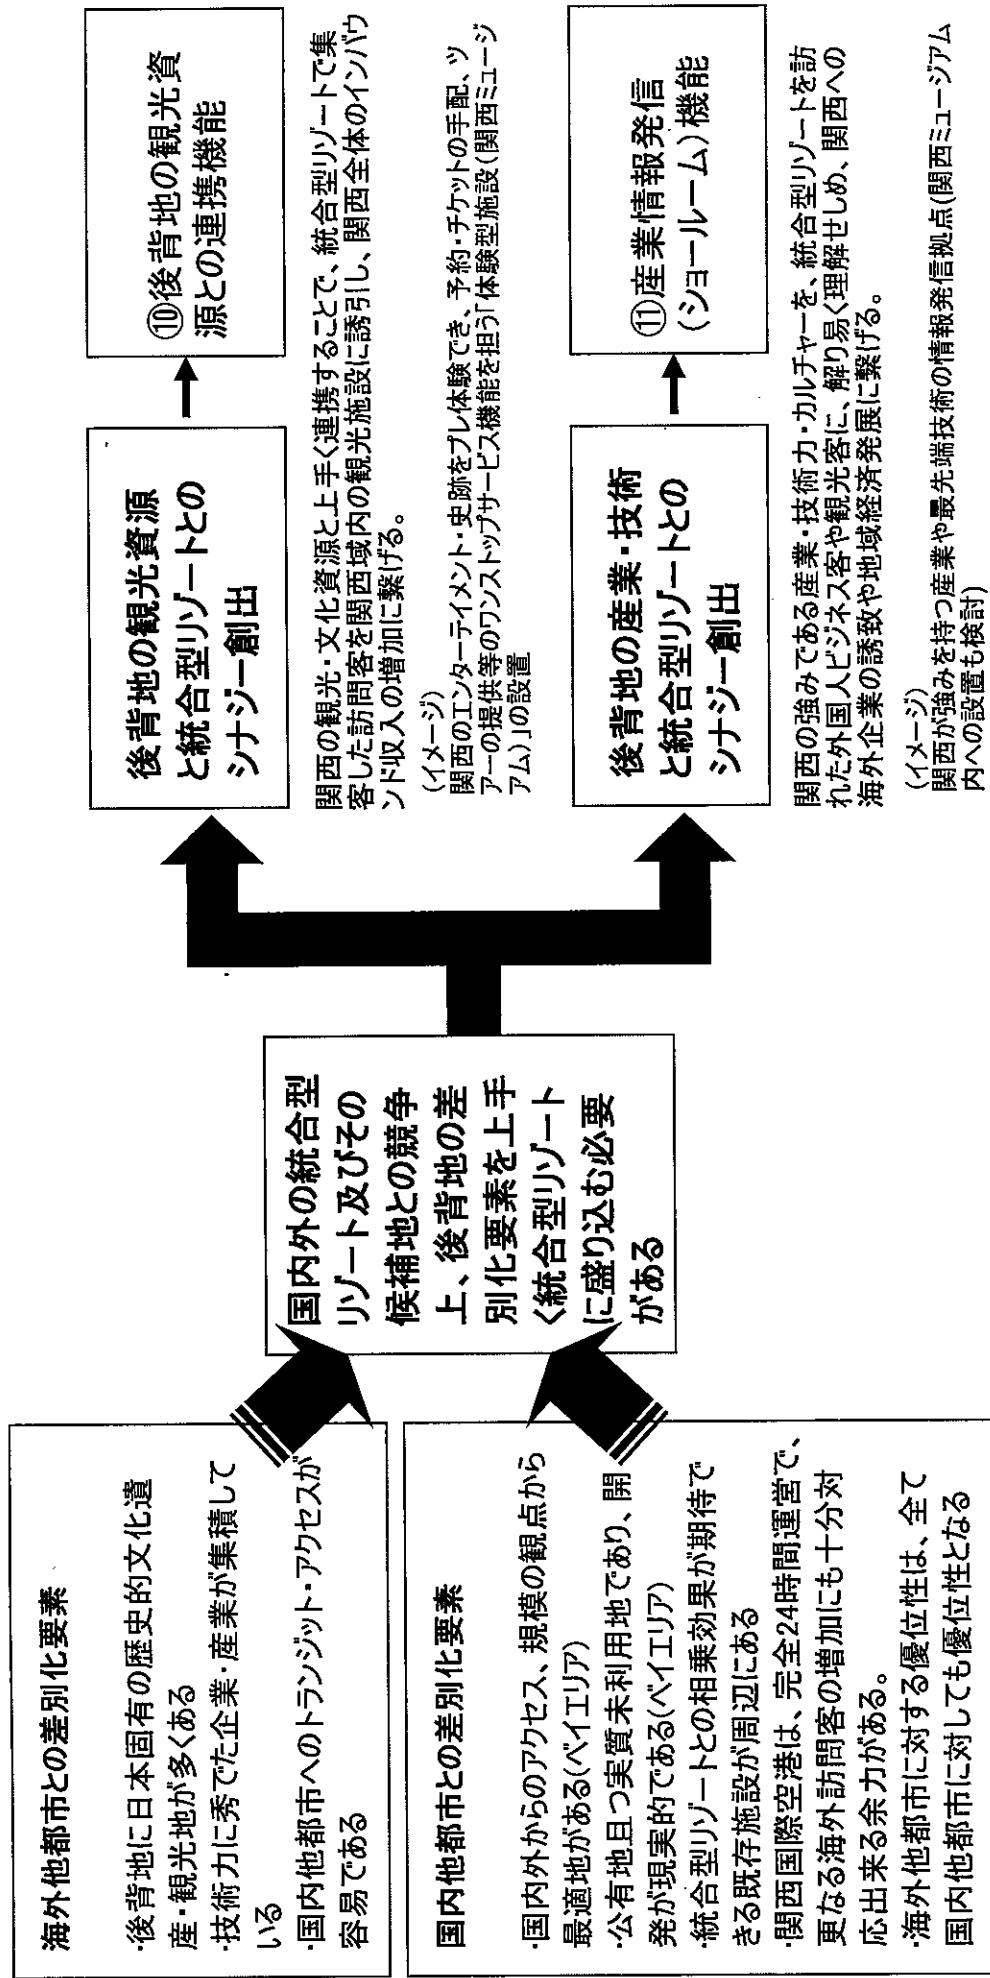 海外他都市との差別化要素
・後背地に日本固有の歴史的文化遺
産・観光地が多くある
・技術力に秀でた企業・産業が集積して
いる
・国内他都市へのトランジット・アクセスが
容易である
国内他都市との差別化要素
・国内外からのアクセス、規模の観点から
最適地がある(ベイエリア)
・公有地且つ実質未利用地であり、開
発が現実的である(ベイエリア)
・統合型リゾートとの相乗効果が期待で
きる既存施設が周辺にある
・関西国際空港は、完全24時間運営で、
更なる海外訪問客の増加にも十分対
応出来る余力がある。
・海外他都市に対する優位性は、全て
国内他都市に対しても優位性となる
国内外の統合型
リゾート及びその
候補地との競争
上、後背地の差
別化要素を上手
く統合型リゾート
に盛り込む必要
がある
後背地の観光資源
と統合型リゾートとの
シナジー創出
⑩後背地の観光資
源との連携機能
関西の観光・文化資源と上手く連携することで、統合型リゾートで集
客した訪問客を関西域内の観光施設に誘引し、関西全体のインバウ
ンド収入の増加に繋げる。
(イメージ)
関西のエンターテイメント・史跡をプレ体験でき、予約・チケットの手配、ツ
アーの提供等のワンストップサービス機能を担う「体験型施設(関西ミュージ
アム)」の設置
後背地の産業・技術
と統合型リゾートとの
シナジー創出
⑪産業情報発信
(ショールーム)機能
関西の強みである産業・技術力・カルチャーを、統合型リゾートを訪
れた外国人ビジネス客や観光客に、解り易く理解せしめ、関西への
海外企業の誘致や地域経済発展に繋げる。
(イメージ)
関西が強みを持つ産業や最先端技術の情報発信拠点(関西ミュージアム
内への設置も検討)